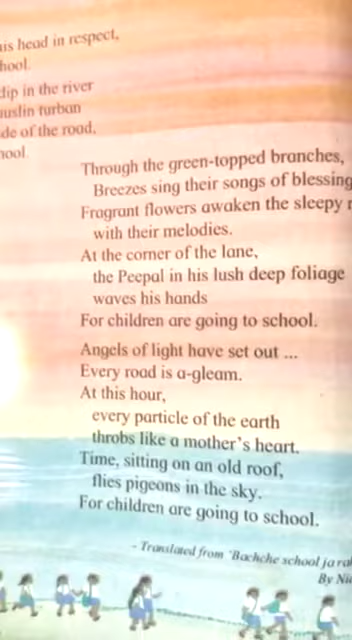 is head in respect,
hool.
dip in the river
uslin turban
de of the road,
hool
Through the green-topped branches,
Breezes sing their songs of blessing
Fragrant flowers awaken the sleepy r
with their melodies.
At the corner of the lane,
the Peepal in his lush deep foliage
waves his hands
For children are going to school.
Angels of light have set out ...
Every road is a-gleam.
At this hour,
every particle of the earth
throbs like a mother's heart.
Time, sitting on an old roof,
flies pigeons in the sky.
For children are going to school.
- Translated from 'Bachche school ja ra
By Ni